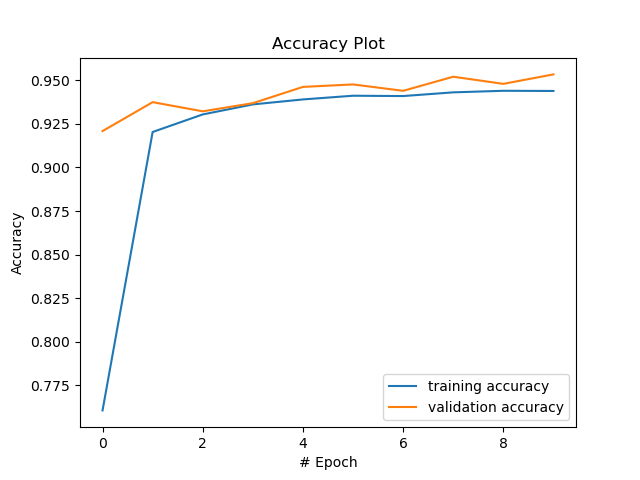 Accuracy Plot
Accuracy
0.950
0.925
0.900
0.875
0.850
0.825
0.800
0.775
0 2 4 6 8
# Epoch
training accuracy
validation accuracy